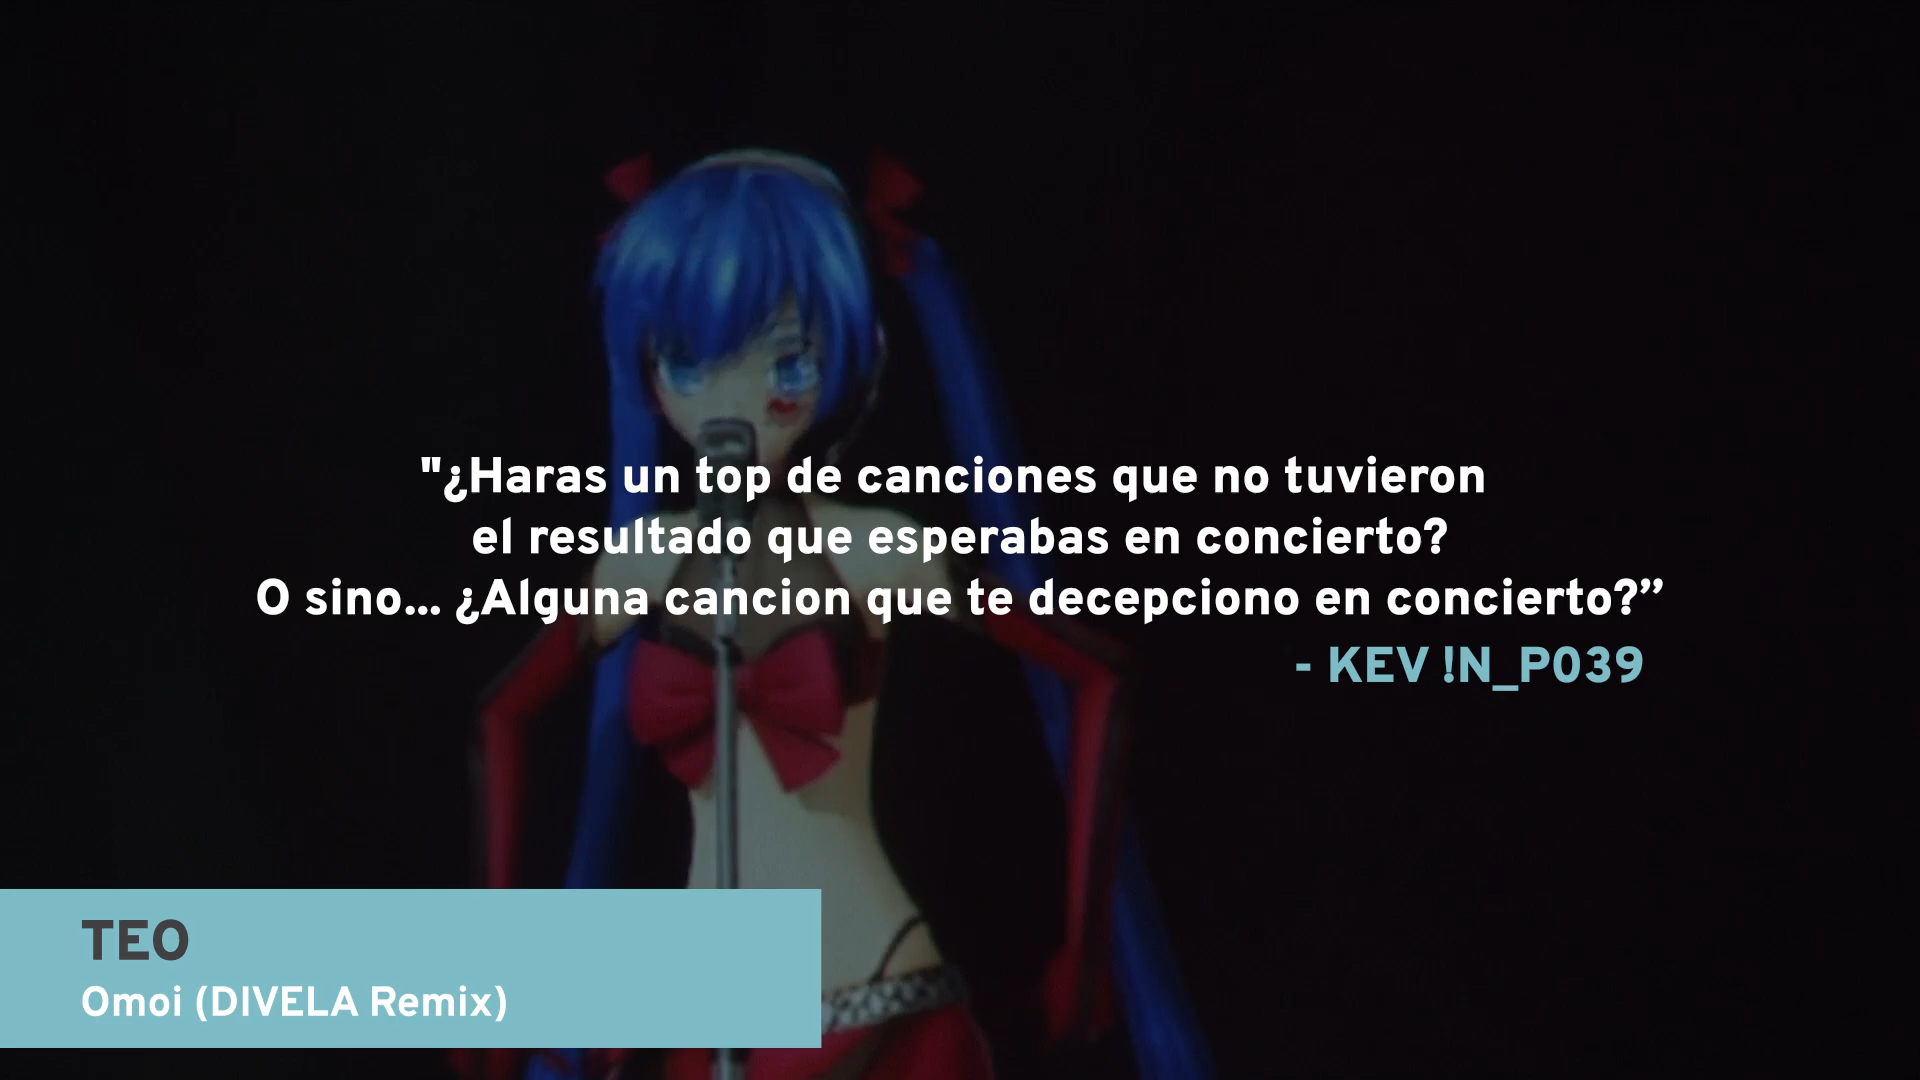 "¿Haras un top de canciones que no tuvieron
el resultado que esperabas en concierto?
O sino... ¿Alguna cancion que te decepciono en concierto?”
- KEV !N_P039
TEO
Omoi (DIVELA Remix)